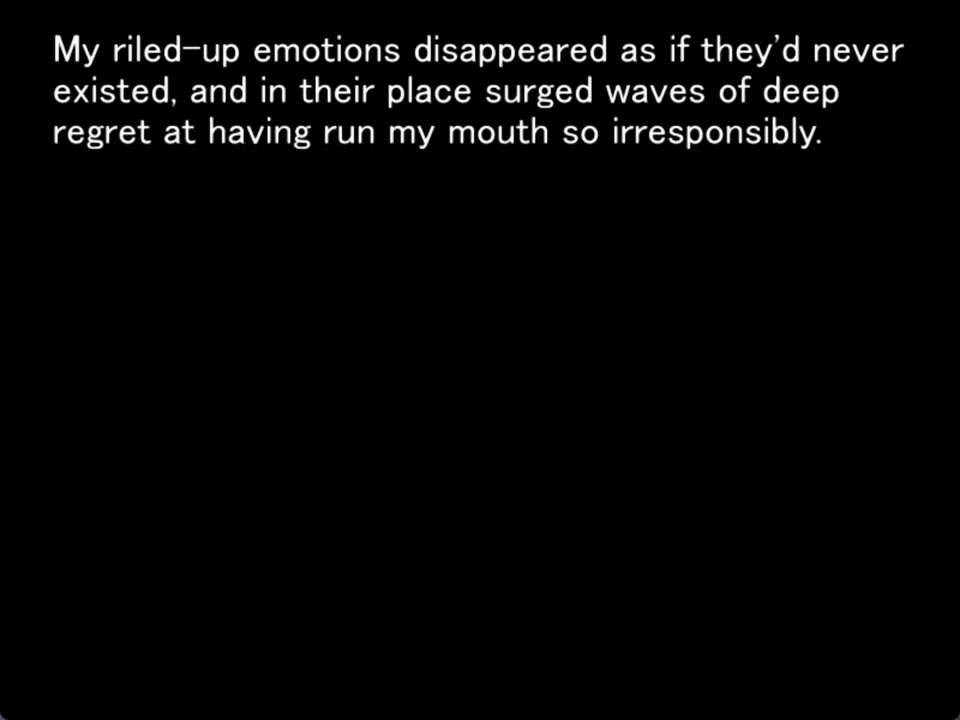 My riled-up emotions disappeared as if they'd never
existed, and in their place surged waves of deep
regret at having run my mouth so irresponsibly.